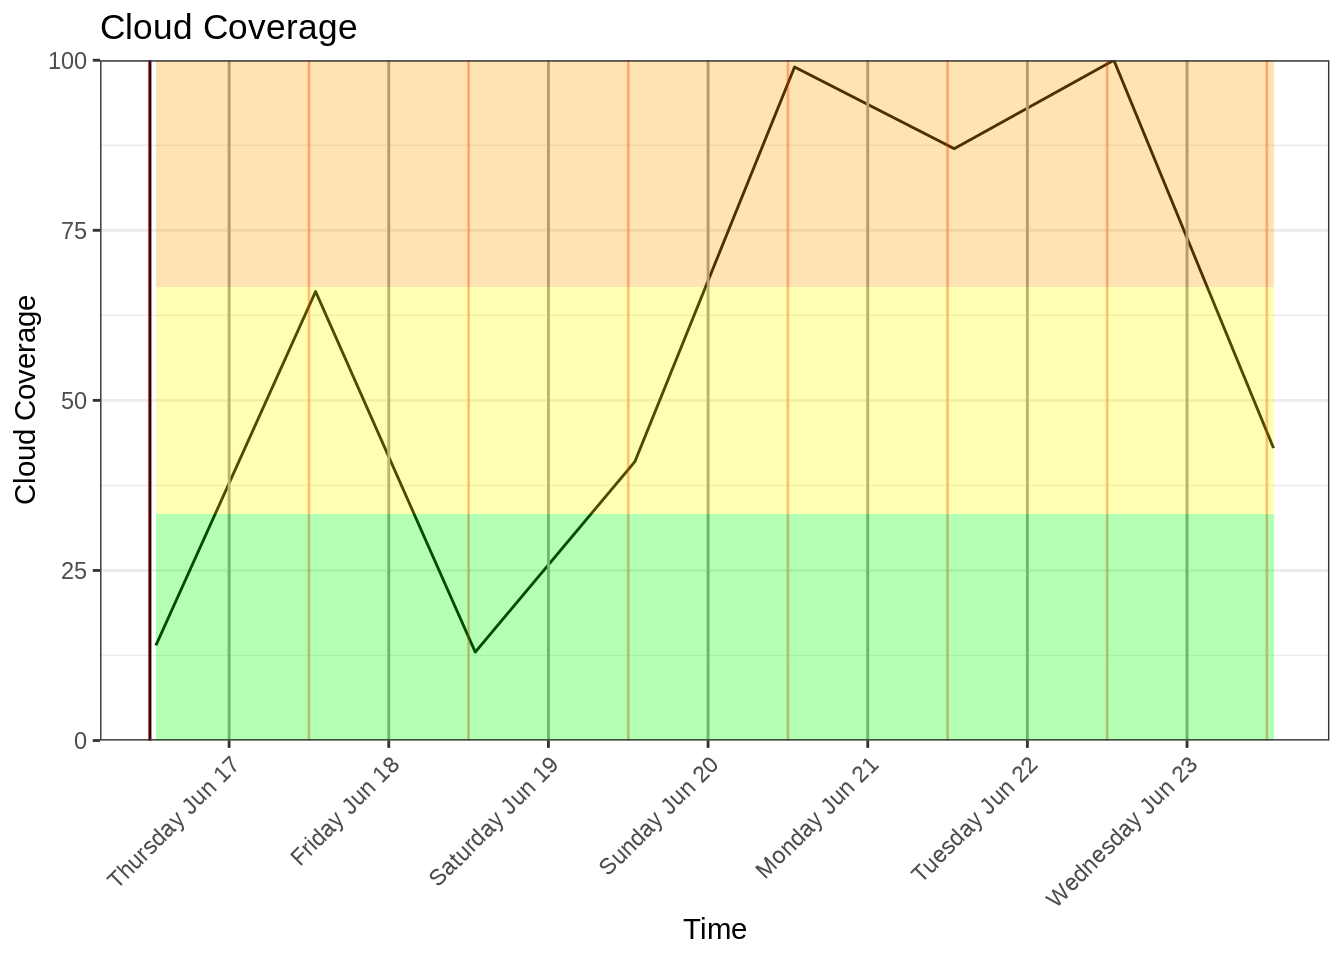 Cloud Coverage
100
75
50
25
0
Cloud Coverage
Thursday Jun 17
Friday Jun 18
Saturday Jun 19
Sunday Jun 20
Monday Jun 21
Tuesday Jun 22
Wednesday Jun 23
Time